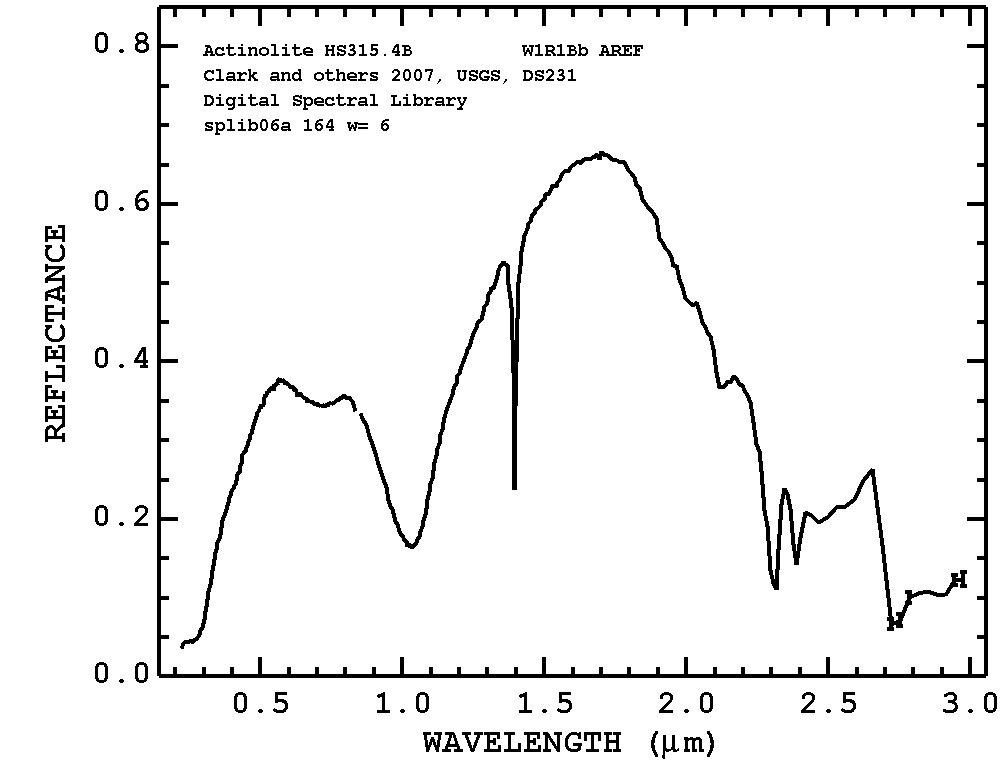 Actinolite HS315.4B W1R1Bb AREF
Clark and others 2007, USGS, DS231
Digital Spectral Library
splib06a 164 w= 6
0.8
0.6
0.4
0.2
0.0
REFLECTANCE
0.5 1.0 1.5 2.0 2.5 3.0
WAVELENGTH (μm)